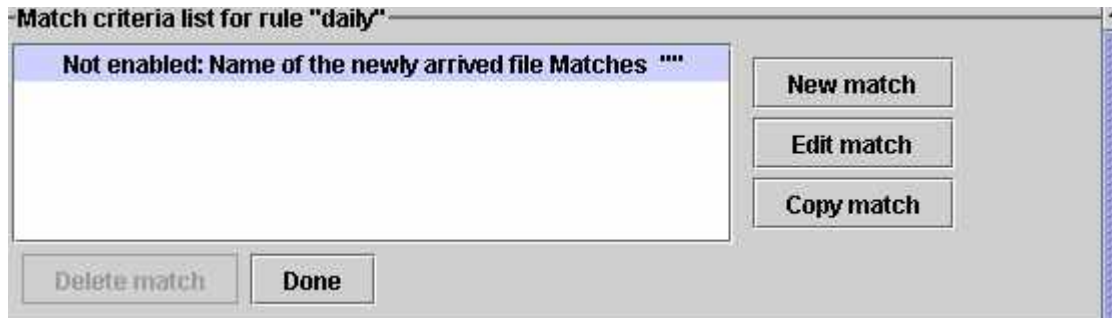 Match criteria list for rule "daily"
Not enabled: Name of the newly arrived file Matches ""
New match
Edit match
Copy match
Delete match Done